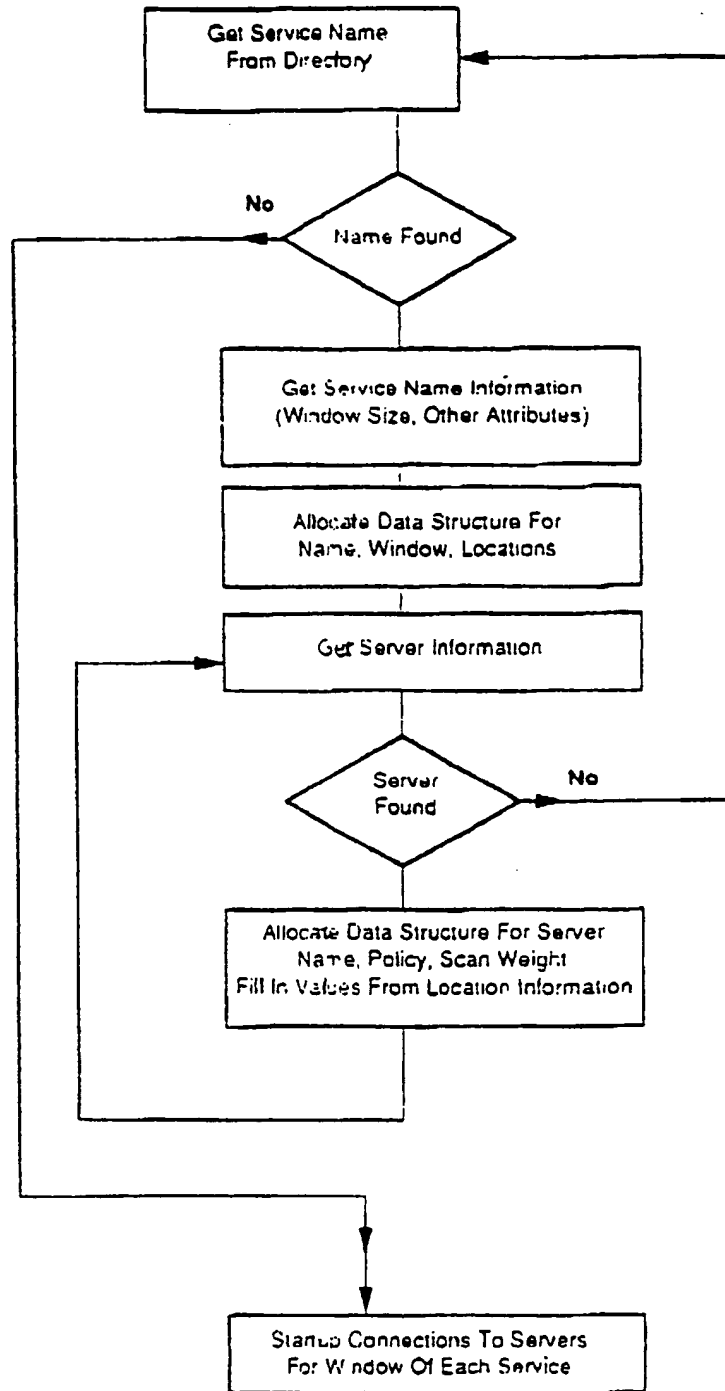 Get Service Name
From Directory
No
Name Found
Get Service Name Information
(Window Size, Other Attributes)
Allocate Data Structure For
Name, Window, Locations
Get Server Information
Server
Found
No
Allocate Data Structure For Server
Name, Policy, Scan Weight
Fill In Values From Location Information
Startup Connections To Servers
For Window Of Each Service